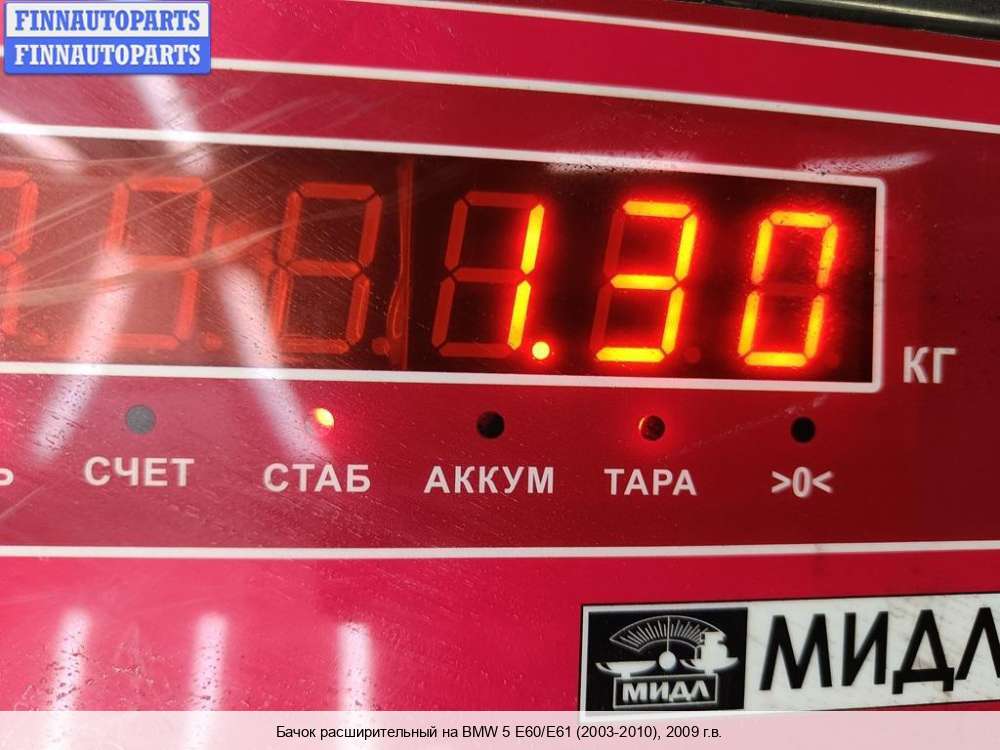 FINNAUTOPARTS
FINNAUTOPARTS
1.30
КГ
СЧЕТ СТАБ АККУМ ТАРА >0<
МИДЛ
МИДЛ
Бачок расширительный на BMW 5 E60/E61 (2003-2010), 2009 г.в.